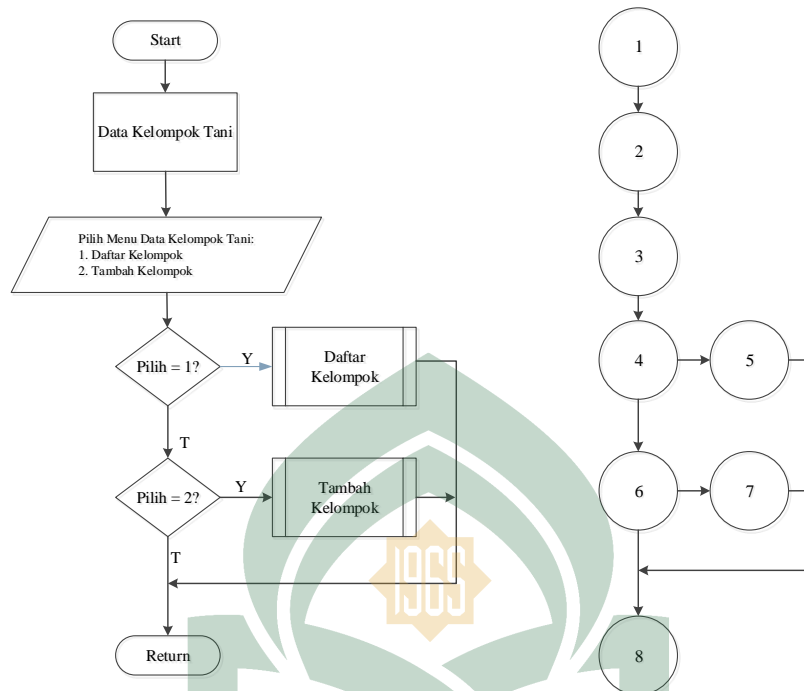 Start
Data Kelompok Tani
Pilih Menu Data Kelompok Tani:
1. Daftar Kelompok
2. Tambah Kelompok
Pilih = 1?
Y
Daftar
Kelompok
T
Pilih = 2?
Y
Tambah
Kelompok
T
Return
1965
1
2
3
4
5
6
7
8